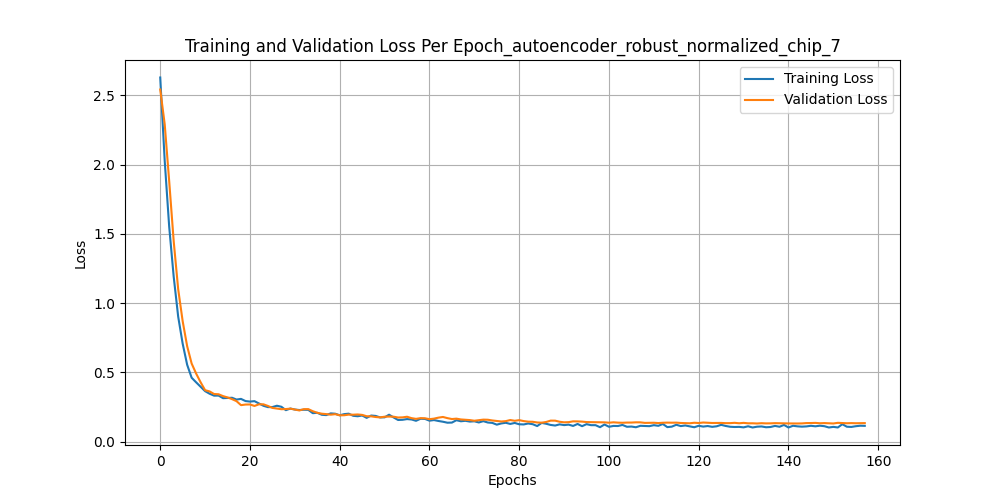 Training and Validation Loss Per Epoch_autoencoder_robust_normalized_chip_7
Training Loss
Validation Loss
Loss
2.5
2.0
1.5
1.0
0.5
0.0
0 20 40 60 80 100 120 140 160
Epochs